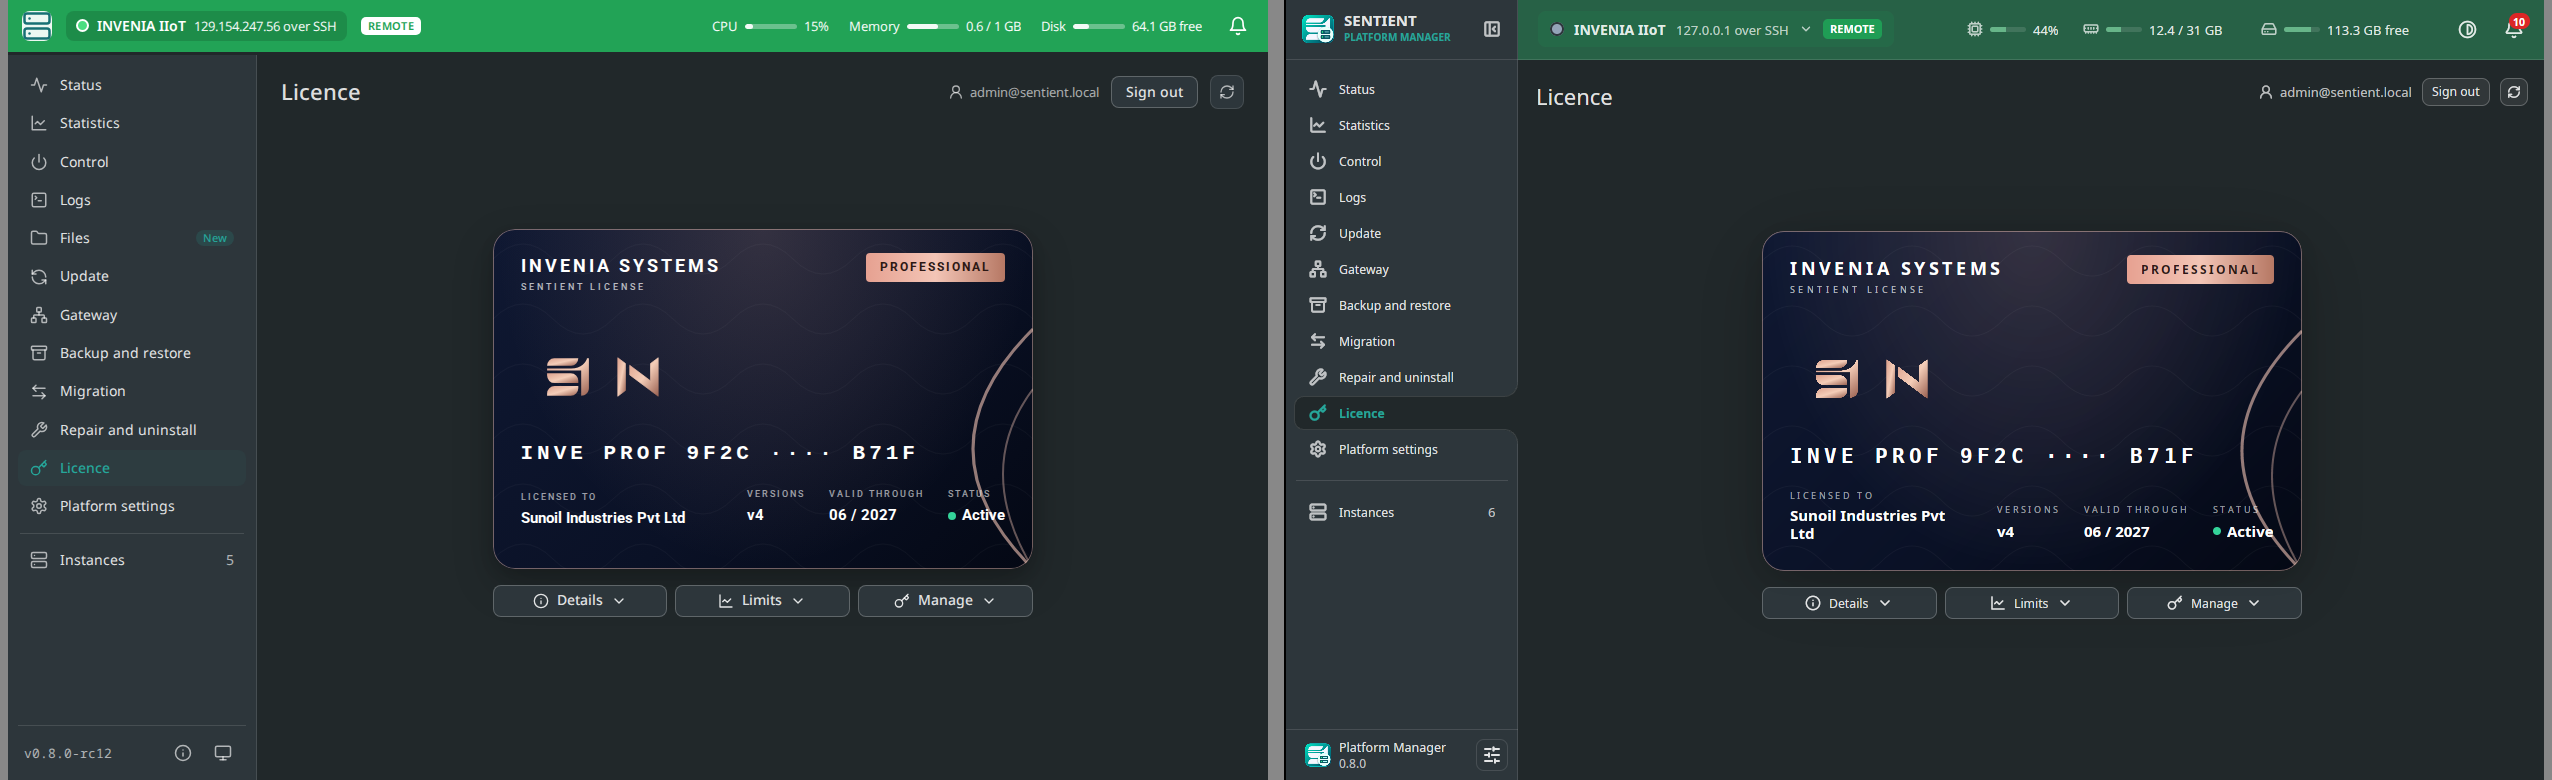 INVENIA IIoT 129.154.247.56 over SSH REMOTE CPU 15% Memory 0.6 / 1 GB Disk 64.1 GB free
Status
Statistics
Control
Logs
Files New
Update
Gateway
Backup and restore
Migration
Repair and uninstall
Licence
Platform settings
Instances 5
v0.8.0-rc12
Licence
admin@sentient.local Sign out
INVENIA SYSTEMS
SENTIENT LICENSE
PROFESSIONAL
INVE PROF 9F2C ···· B71F
LICENSED TO
Sunoil Industries Pvt Ltd
VERSIONS
v4
VALID THROUGH
06 / 2027
STATUS
Active
Details Limits Manage
SENTIENT
PLATFORM MANAGER
INVENIA IIoT 127.0.0.1 over SSH REMOTE 44% 12.4 / 31 GB 113.3 GB free 10
Status
Statistics
Control
Logs
Update
Gateway
Backup and restore
Migration
Repair and uninstall
Licence
Platform settings
Instances 6
Platform Manager
0.8.0
Licence
admin@sentient.local Sign out
INVENIA SYSTEMS
SENTIENT LICENSE
PROFESSIONAL
INVE PROF 9F2C ···· B71F
LICENSED TO
Sunoil Industries Pvt
Ltd
VERSIONS
v4
VALID THROUGH
06 / 2027
STATUS
Active
Details Limits Manage